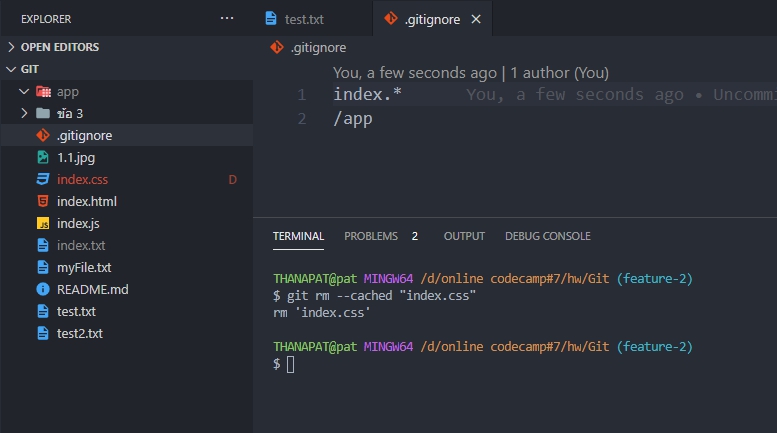 EXPLORER ...
OPEN EDITORS
GIT
app
ข้อ 3
.gitignore
1.1.jpg
index.css D
index.html
index.js
index.txt
myFile.txt
README.md
test.txt
test2.txt
test.txt .gitignore
.gitignore
You, a few seconds ago | 1 author (You)
1 index.* You, a few seconds ago • Uncomm
2 /app
TERMINAL PROBLEMS 2 OUTPUT DEBUG CONSOLE
THANAPAT@pat MINGW64 /d/online codecamp#7/hw/Git (feature-2)
$ git rm --cached "index.css"
rm 'index.css'
THANAPAT@pat MINGW64 /d/online codecamp#7/hw/Git (feature-2)
$